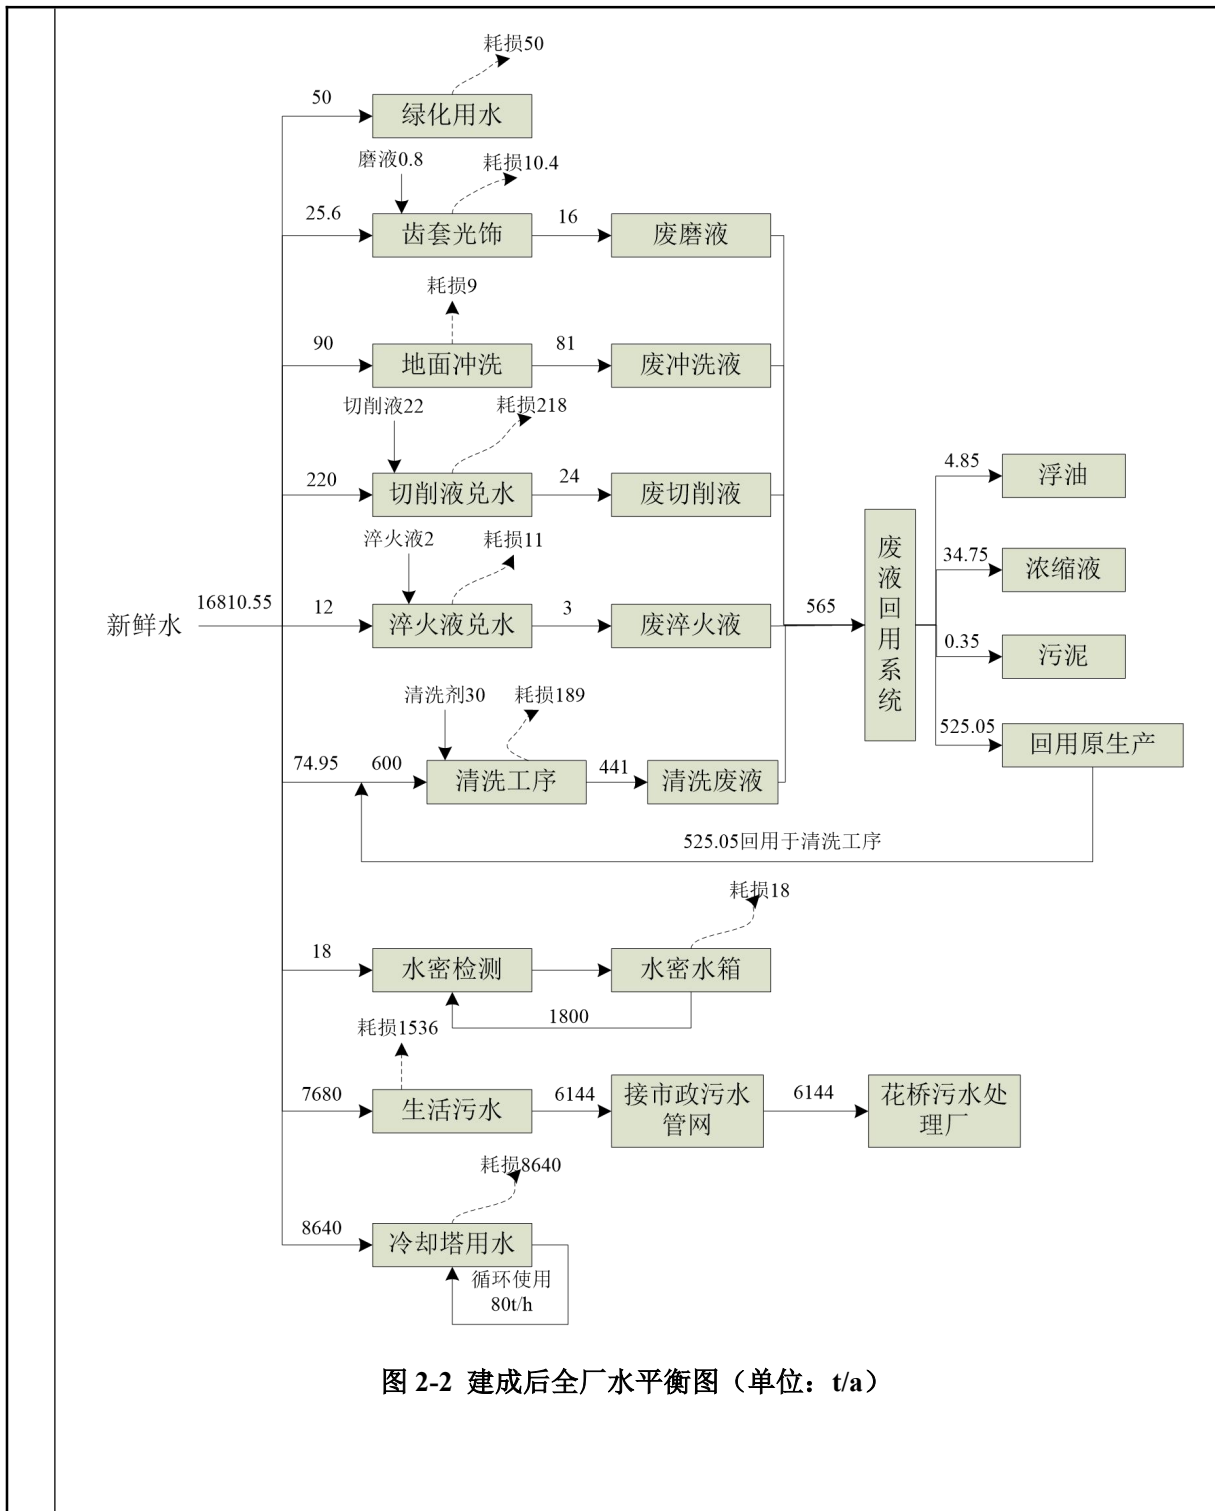 耗损50
50
绿化用水
磨液0.8
耗损10.4
25.6
齿套光饰
16
废磨液
耗损9
90
地面冲洗
81
废冲洗液
切削液22
耗损218
220
切削液兑水
24
废切削液
淬火液2
耗损11
新鲜水
16810.55
12
淬火液兑水
3
废淬火液
565
废液回用系统
4.85
浮油
34.75
浓缩液
0.35
污泥
525.05
回用原生产
清洗剂30
耗损189
74.95
600
清洗工序
441
清洗废液
525.05回用于清洗工序
耗损18
18
水密检测
水密水箱
1800
耗损1536
7680
生活污水
6144
接市政污水
管网
6144
花桥污水处
理厂
耗损8640
8640
冷却塔用水
循环使用
80t/h
图 2-2 建成后全厂水平衡图（单位：t/a）